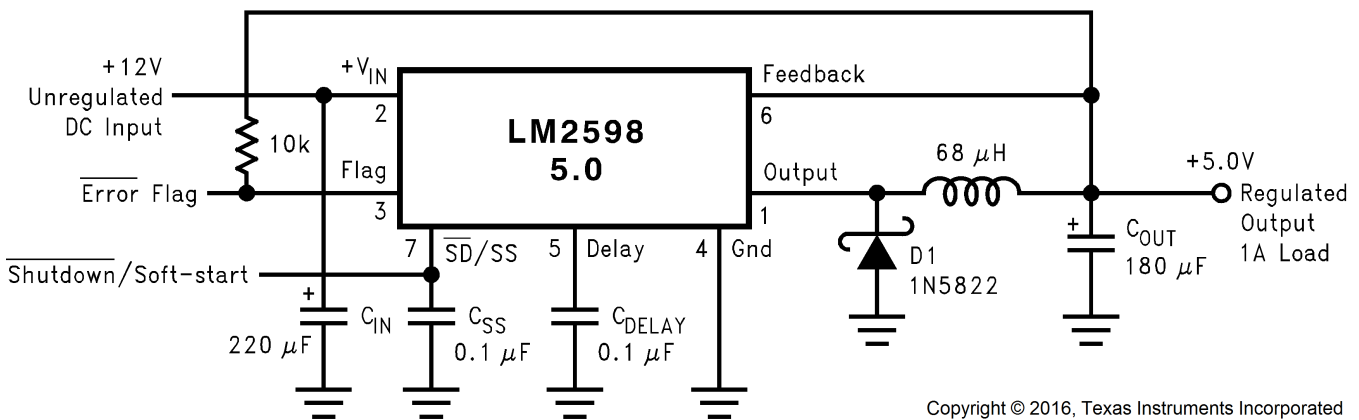 +12V
Unregulated
DC Input
+V_IN
2
LM2598
5.0
Feedback
6
10k
Flag
3
Error Flag
Output
1
68 μH
+5.0V
Regulated
Output
1A Load
7
SD/SS
5
Delay
4
Gnd
Shutdown/Soft-start
+
C_IN
220 μF
C_SS
0.1 μF
C_DELAY
0.1 μF
D1
1N5822
+
C_OUT
180 μF
Copyright © 2016, Texas Instruments Incorporated